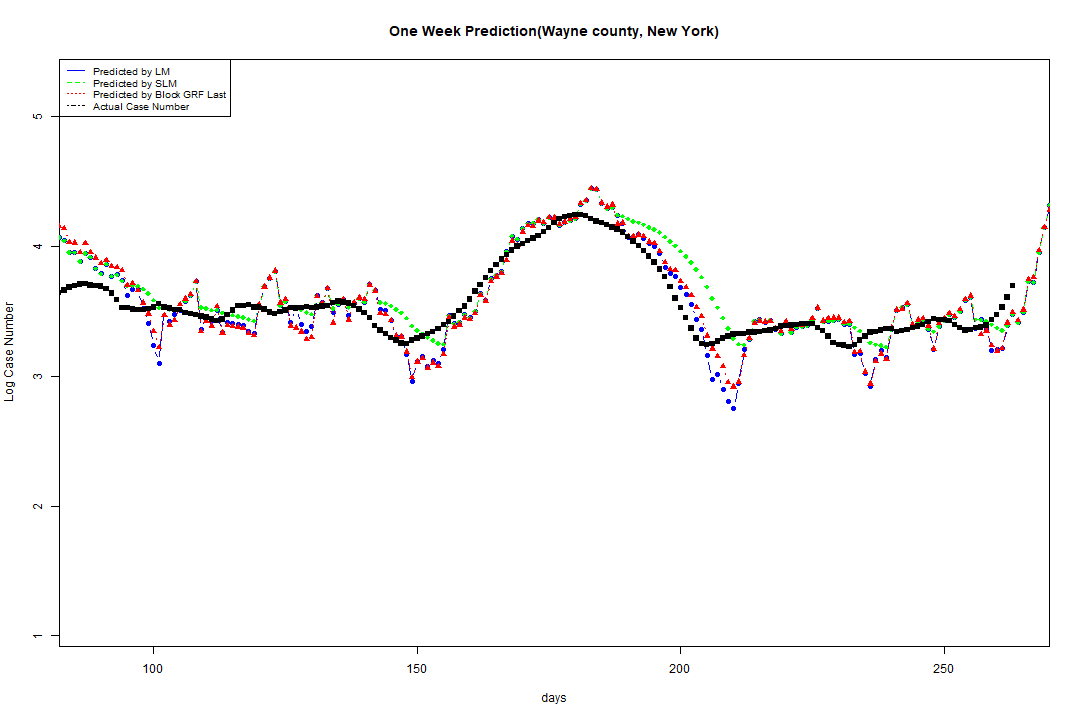 One Week Prediction(Wayne county, New York)
Predicted by LM
Predicted by SLM
Predicted by Block GRF Last
Actual Case Number
5
4
3
2
1
Log Case Number
100 150 200 250
days